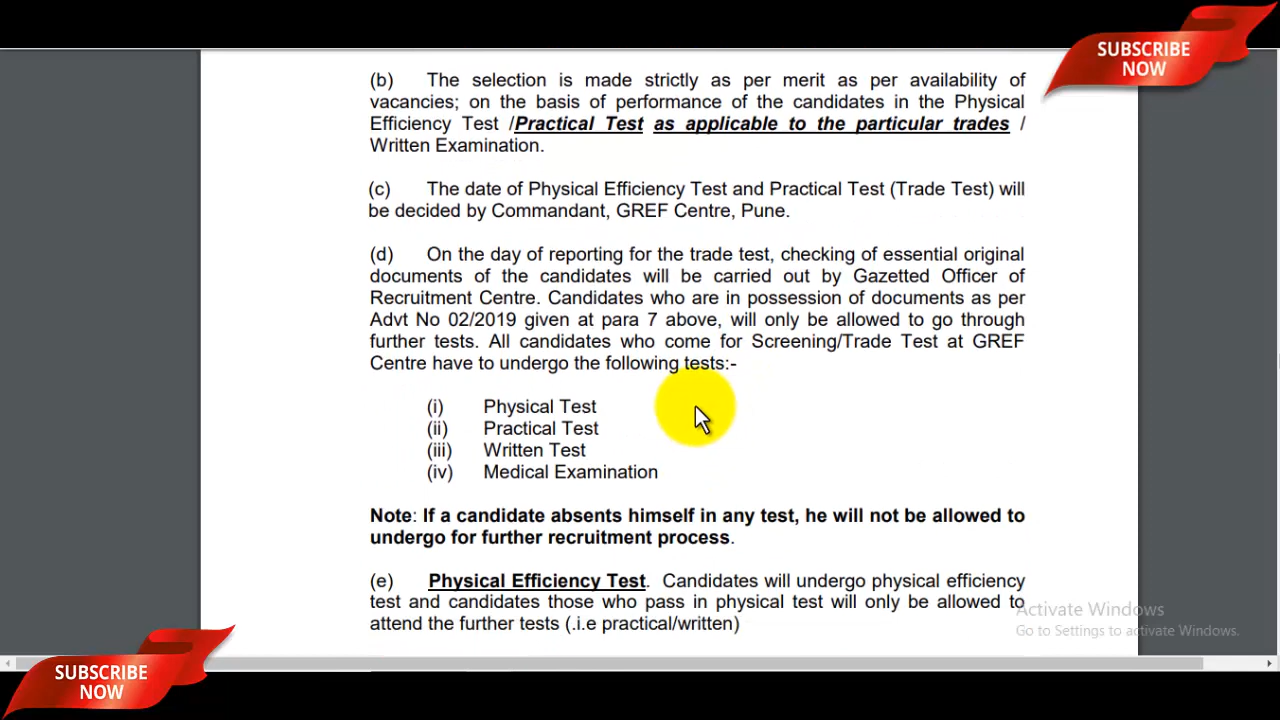 SUBSCRIBE
NOW
(b) The selection is made strictly as per merit as per availability of
vacancies; on the basis of performance of the candidates in the Physical
Efficiency Test /Practical Test as applicable to the particular trades /
Written Examination.
(c) The date of Physical Efficiency Test and Practical Test (Trade Test) will
be decided by Commandant, GREF Centre, Pune.
(d) On the day of reporting for the trade test, checking of essential original
documents of the candidates will be carried out by Gazetted Officer of
Recruitment Centre. Candidates who are in possession of documents as per
Advt No 02/2019 given at para 7 above, will only be allowed to go through
further tests. All candidates who come for Screening/Trade Test at GREF
Centre have to undergo the following tests:-
(i) Physical Test
(ii) Practical Test
(iii) Written Test
(iv) Medical Examination
Note: If a candidate absents himself in any test, he will not be allowed to
undergo for further recruitment process.
(e) Physical Efficiency Test. Candidates will undergo physical efficiency
test and candidates those who pass in physical test will only be allowed to
attend the further tests (.i.e practical/written)
Activate Windows
Go to Settings to activate Windows.
SUBSCRIBE
NOW